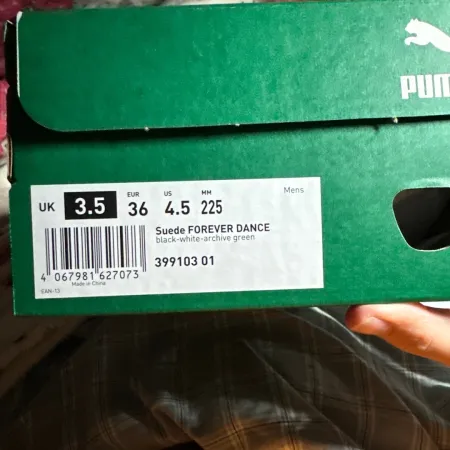 PUM
UK 3.5 EUR 36 US 4.5 MM 225 Mens
Suede FOREVER DANCE
black-white-archive green
399103 01
4 067981 627073
EAN-13 Made in China